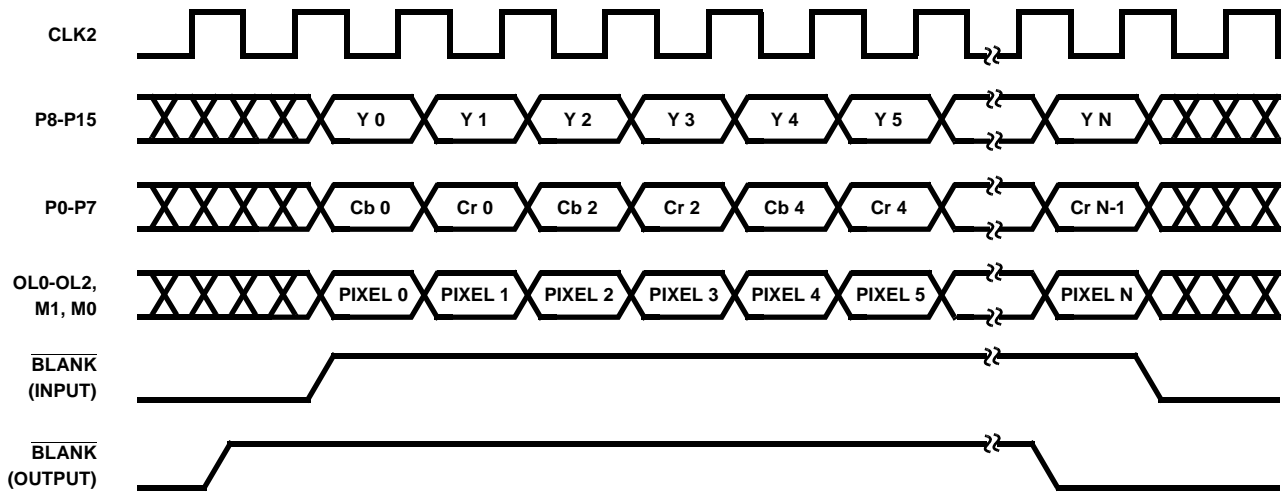 CLK2
P8-P15
Y 0 Y 1 Y 2 Y 3 Y 4 Y 5 Y N
P0-P7
Cb 0 Cr 0 Cb 2 Cr 2 Cb 4 Cr 4 Cr N-1
OL0-OL2,
M1, M0
PIXEL 0 PIXEL 1 PIXEL 2 PIXEL 3 PIXEL 4 PIXEL 5 PIXEL N
BLANK
(INPUT)
BLANK
(OUTPUT)